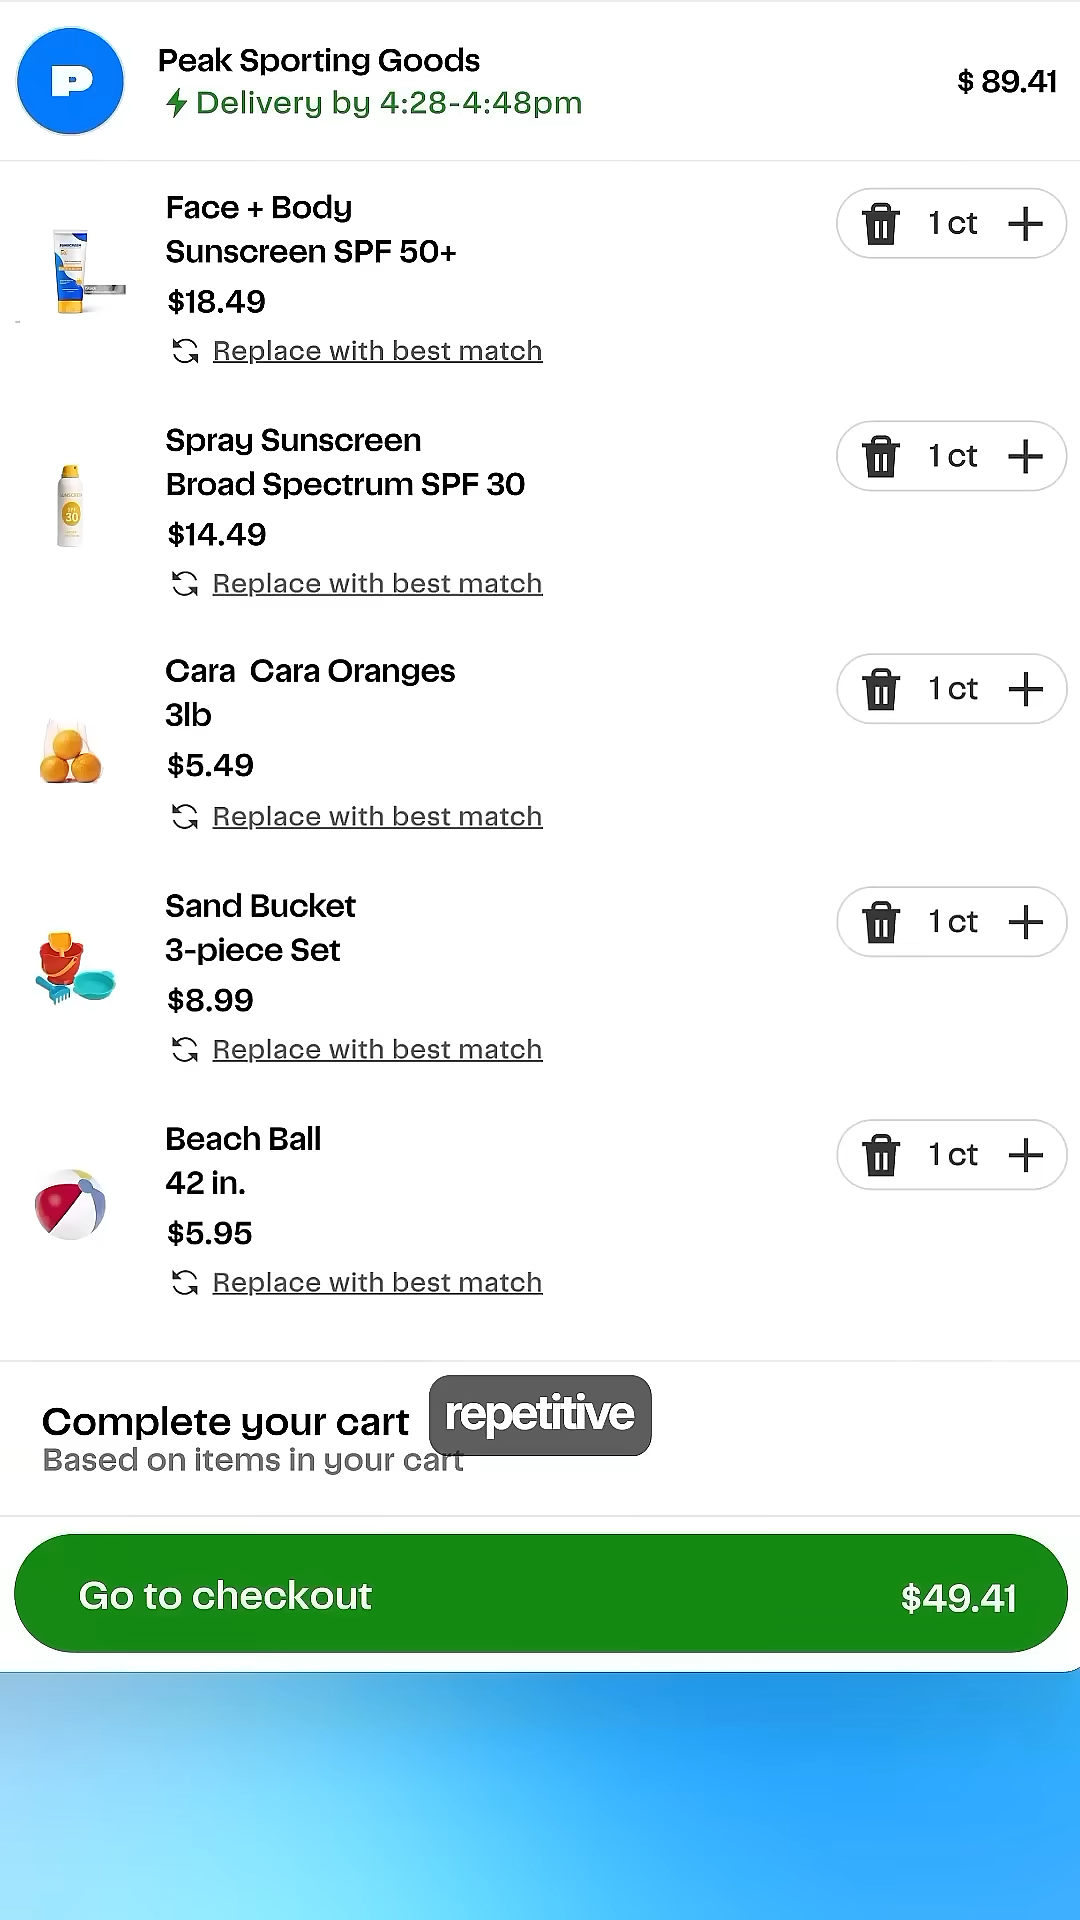 P
Peak Sporting Goods
Delivery by 4:28-4:48pm
$ 89.41
Face + Body
Sunscreen SPF 50+
$18.49
Replace with best match
1 ct
Spray Sunscreen
Broad Spectrum SPF 30
$14.49
Replace with best match
1 ct
SUNSCREEN
30
Cara Cara Oranges
3lb
$5.49
Replace with best match
1 ct
Sand Bucket
3-piece Set
$8.99
Replace with best match
1 ct
Beach Ball
42 in.
$5.95
Replace with best match
1 ct
Complete your cart
repetitive
Based on items in your cart
Go to checkout
$49.41